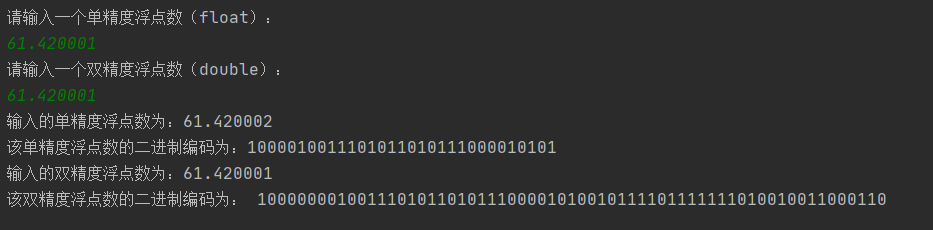 请输入一个单精度浮点数（float）：
61.420001
请输入一个双精度浮点数（double）：
61.420001
输入的单精度浮点数为：61.420002
该单精度浮点数的二进制编码为：1000010011101011010111000010101
输入的双精度浮点数为：61.420001
该双精度浮点数的二进制编码为： 100000001001110101101011100001010010111101111111010010011000110